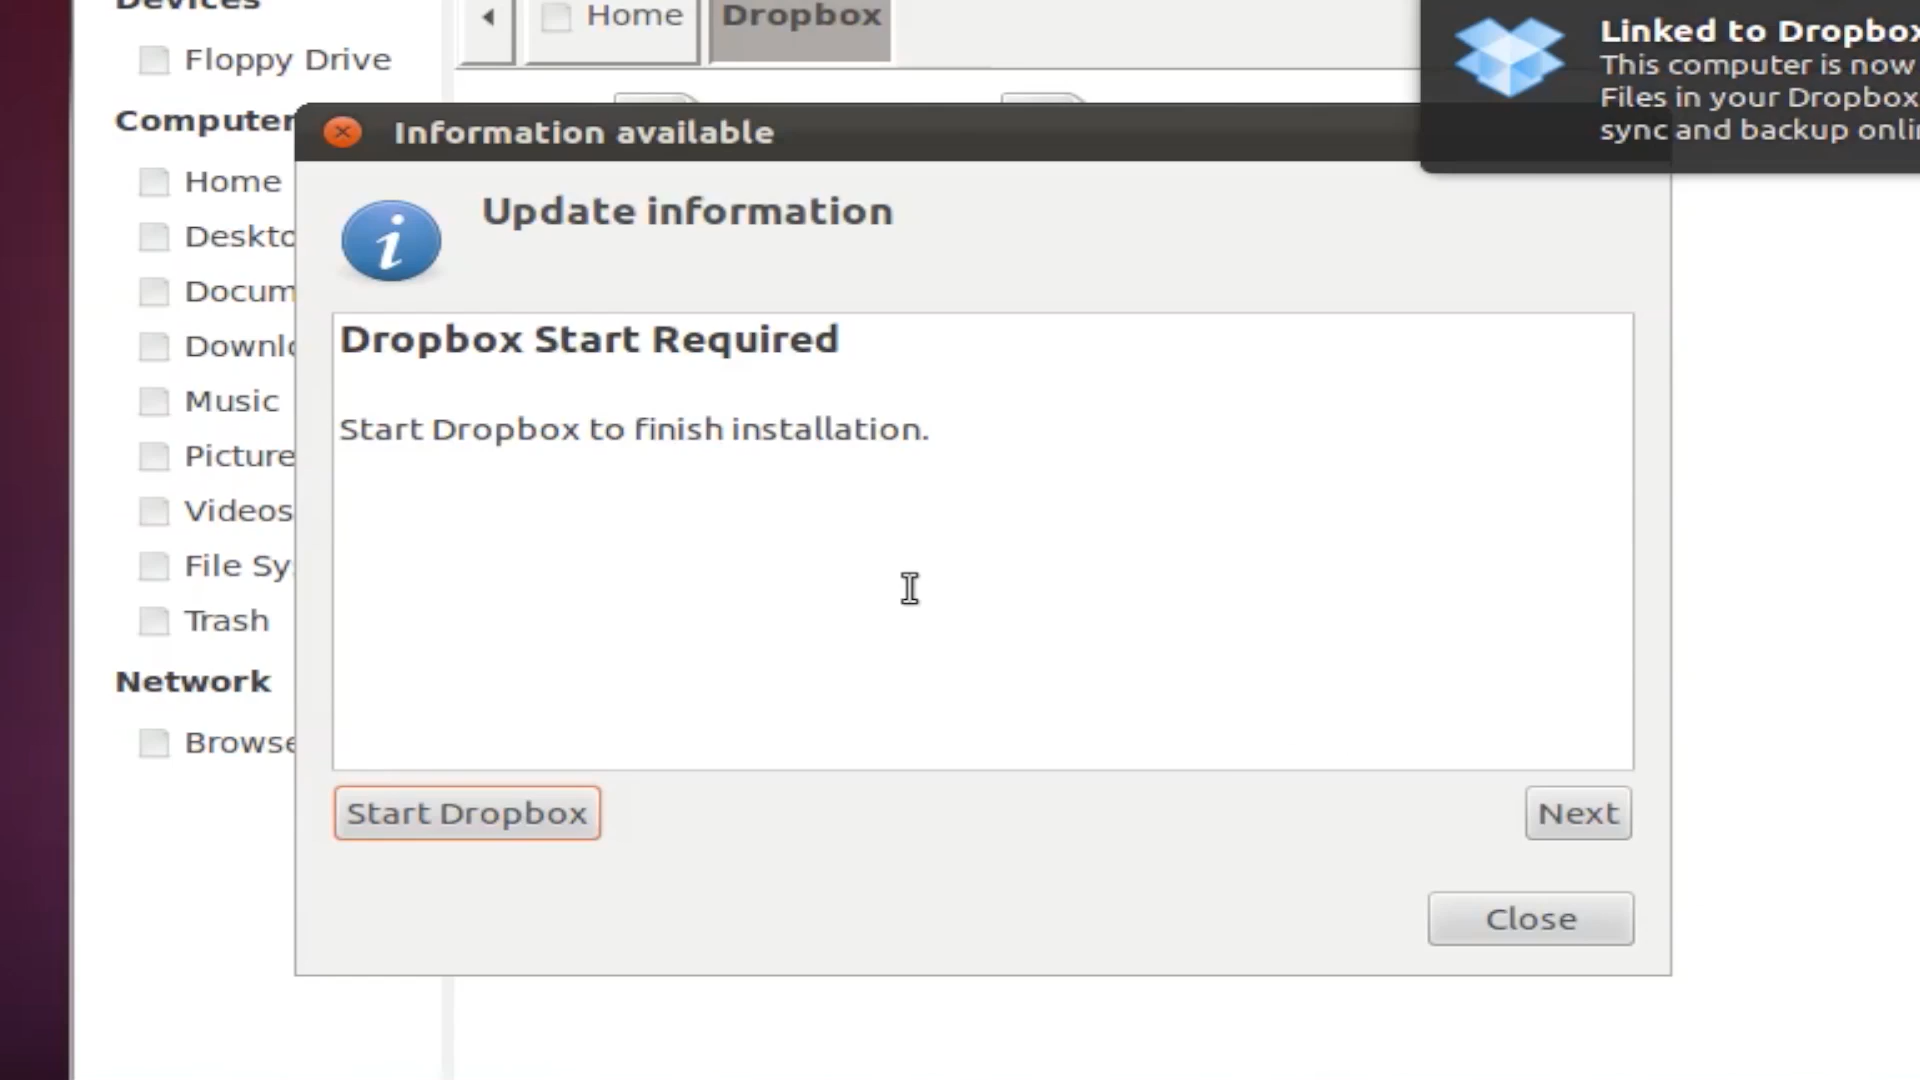 Devices
Floppy Drive
Computer
Home
Deskto
Docum
Downlo
Music
Picture
Videos
File Sy
Trash
Network
Browse
Home
Dropbox
Linked to Dropbox
This computer is now
Files in your Dropbox
sync and backup onlin
Information available
Update information
Dropbox Start Required
Start Dropbox to finish installation.
Start Dropbox
Next
Close